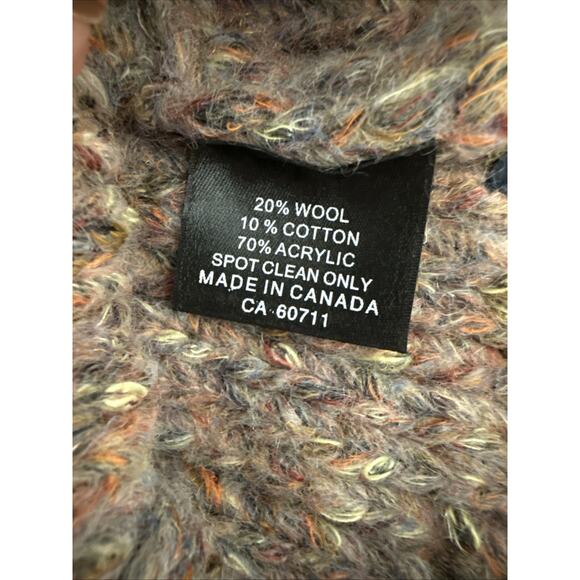 20% WOOL
10 % COTTON
70% ACRYLIC
SPOT CLEAN ONLY
MADE IN CANADA
CA 60711